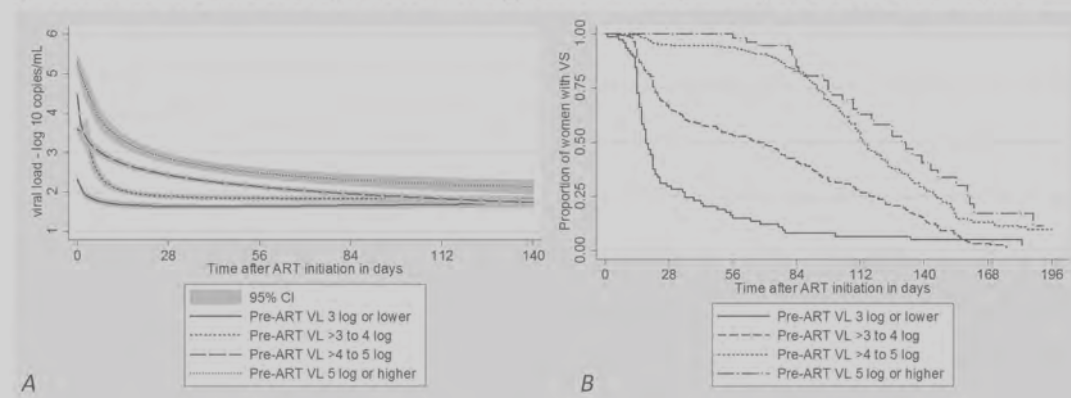 6
5
4
3
2
1
viral load - log 10 copies/mL
0 28 56 84 112 140
Time after ART initiation in days
95% CI
Pre-ART VL 3 log or lower
Pre-ART VL >3 to 4 log
Pre-ART VL >4 to 5 log
Pre-ART VL 5 log or higher
A
1.00
0.75
0.50
0.25
0.00
Proportion of women with VS
0 28 56 84 112 140 168 196
Time after ART initiation in days
Pre-ART VL 3 log or lower
Pre-ART VL >3 to 4 log
Pre-ART VL >4 to 5 log
Pre-ART VL 5 log or higher
B